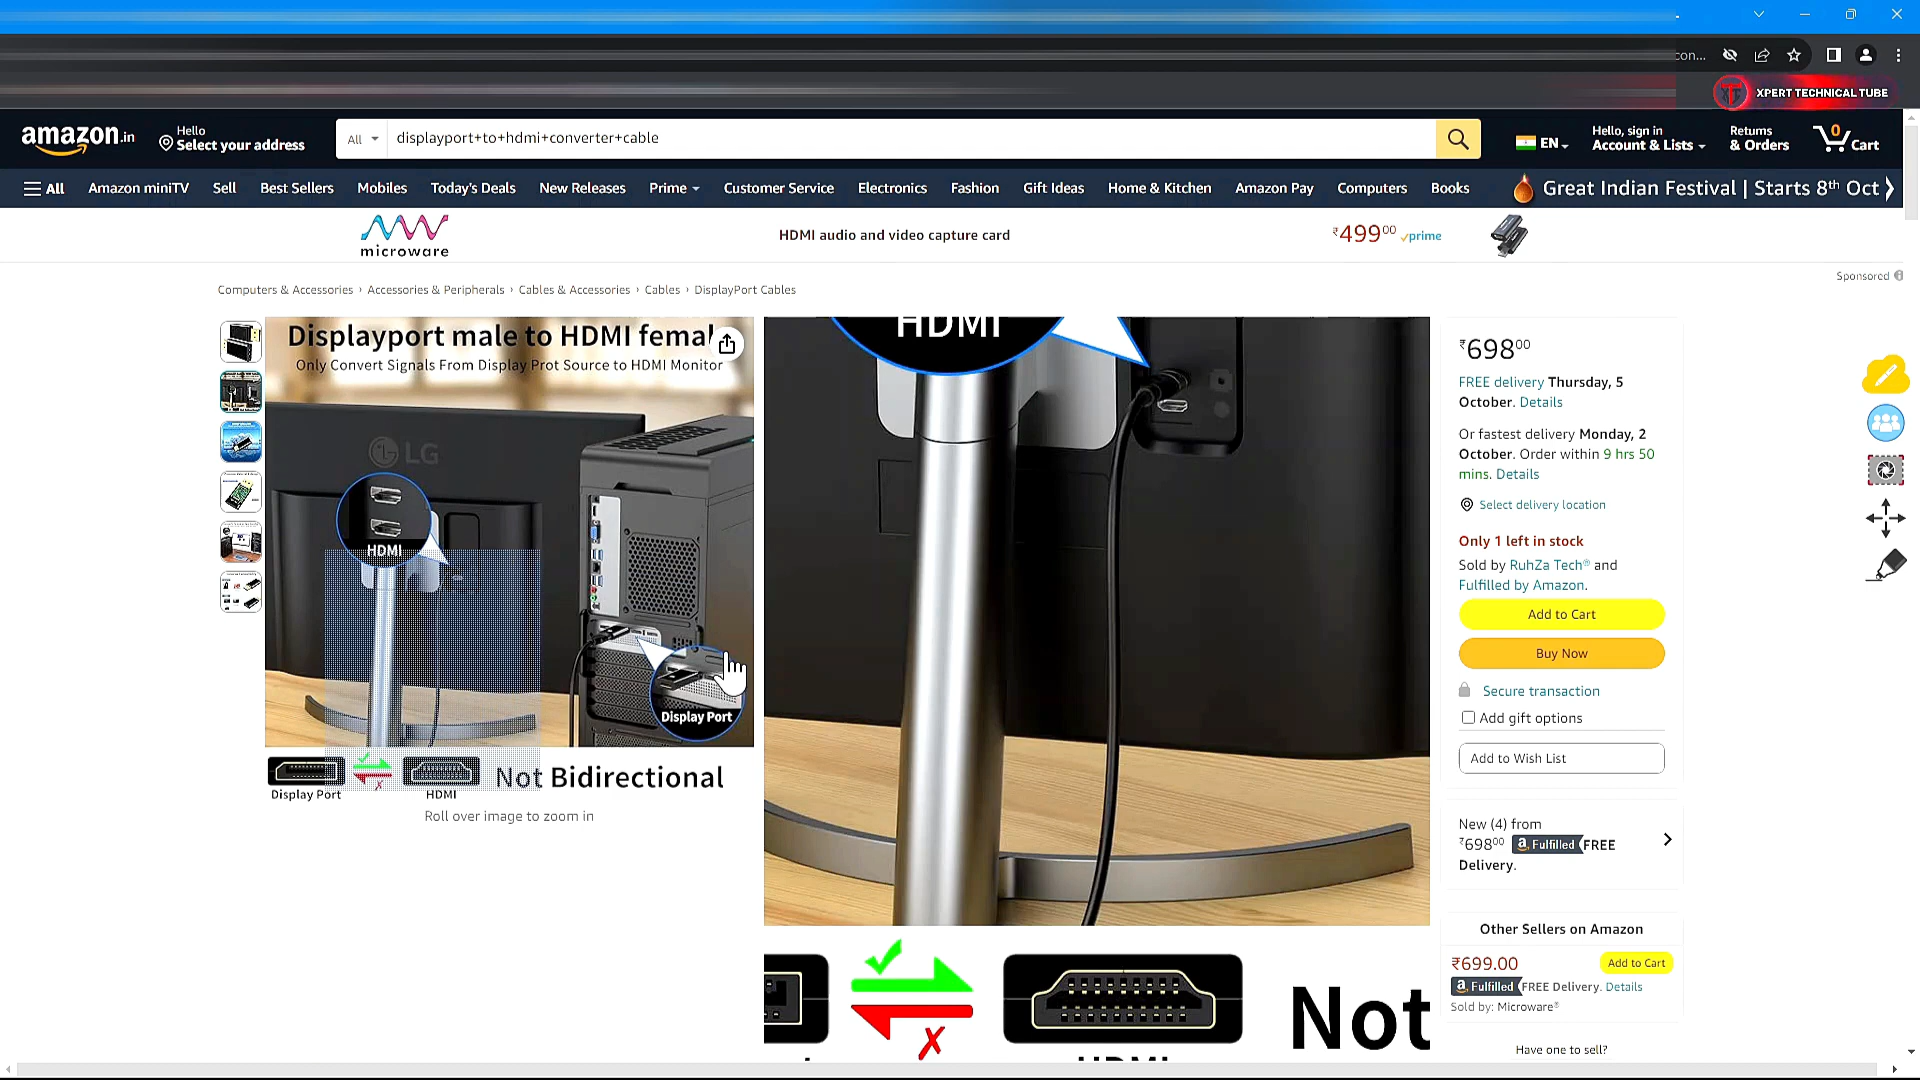 con...
XPERT TECHNICAL TUBE
amazon.in
Hello
Select your address
All
displayport+to+hdmi+converter+cable
EN
Hello, sign in
Account & Lists
Returns
& Orders
0
Cart
All
Amazon miniTV
Sell
Best Sellers
Mobiles
Today's Deals
New Releases
Prime
Customer Service
Electronics
Fashion
Gift Ideas
Home & Kitchen
Amazon Pay
Computers
Books
Great Indian Festival | Starts 8th Oct
microware
HDMI audio and video capture card
₹49900 prime
Sponsored
Computers & Accessories › Accessories & Peripherals › Cables & Accessories › Cables › DisplayPort Cables
Displayport male to HDMI femal
Only Convert Signals From Display Prot Source to HDMI Monitor
LG
HDMI
Display Port
Display Port
HDMI
Not Bidirectional
Roll over image to zoom in
HDMI
Not
HDMI
₹69800
FREE delivery Thursday, 5
October. Details
Or fastest delivery Monday, 2
October. Order within 9 hrs 50
mins. Details
Select delivery location
Only 1 left in stock
Sold by RuhZa Tech® and
Fulfilled by Amazon.
Add to Cart
Buy Now
Secure transaction
Add gift options
Add to Wish List
New (4) from
₹69800 a Fulfilled FREE
Delivery.
Other Sellers on Amazon
₹699.00
Add to Cart
a Fulfilled FREE Delivery. Details
Sold by: Microware®
Have one to sell?